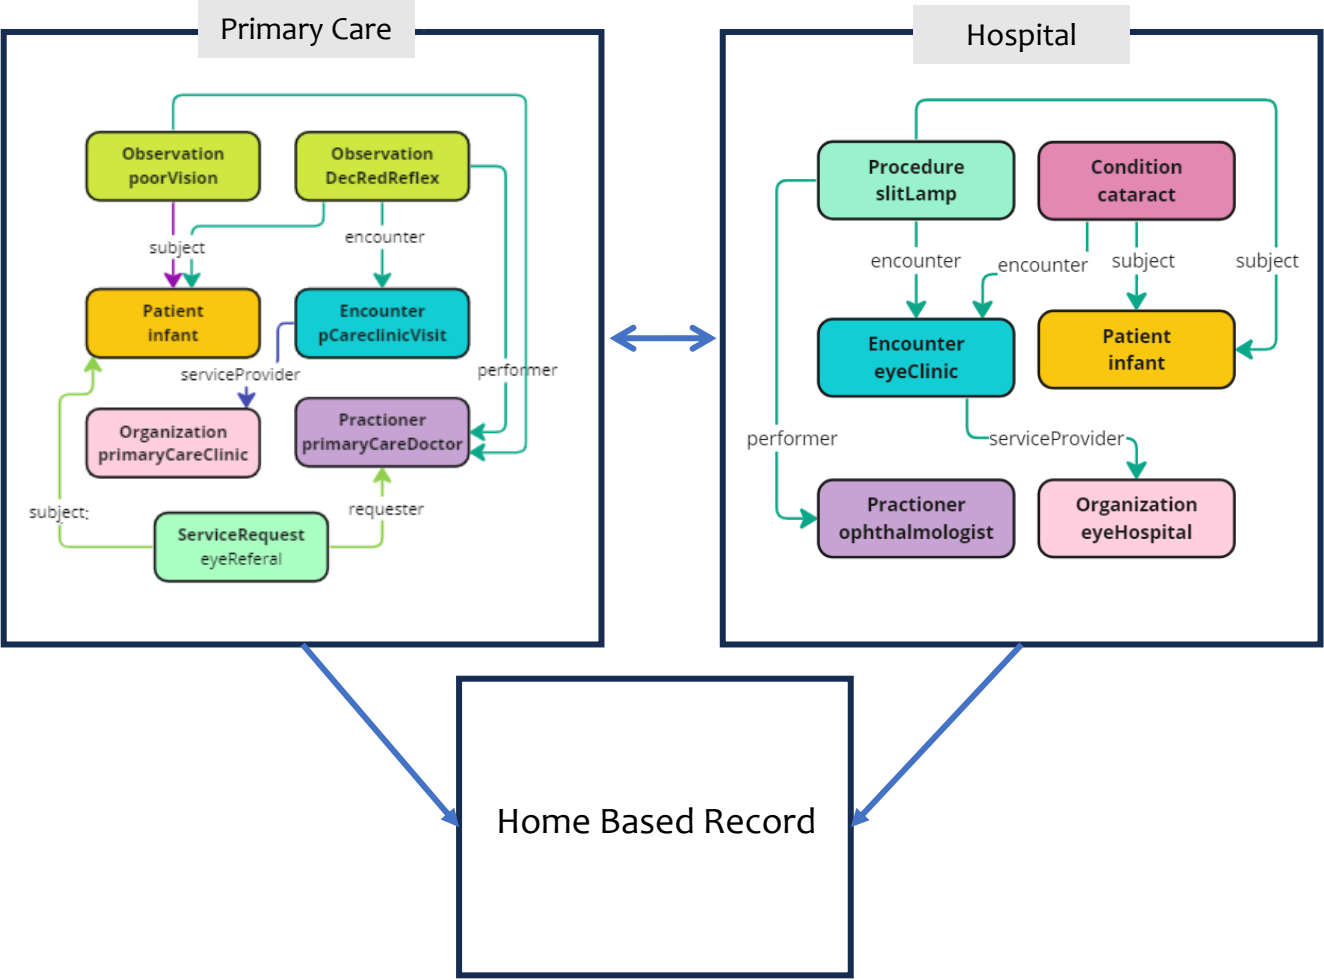 Primary Care
Observation
poorVision
Observation
DecRedReflex
subject
encounter
Patient
infant
Encounter
pCareclinicVisit
serviceProvider
performer
Organization
primaryCareClinic
Practioner
primaryCareDoctor
subject:
requester
ServiceRequest
eyeReferal
Hospital
Procedure
slitLamp
Condition
cataract
encounter
encounter
subject
subject
Encounter
eyeClinic
Patient
infant
performer
serviceProvider
Practioner
ophthalmologist
Organization
eyeHospital
Home Based Record